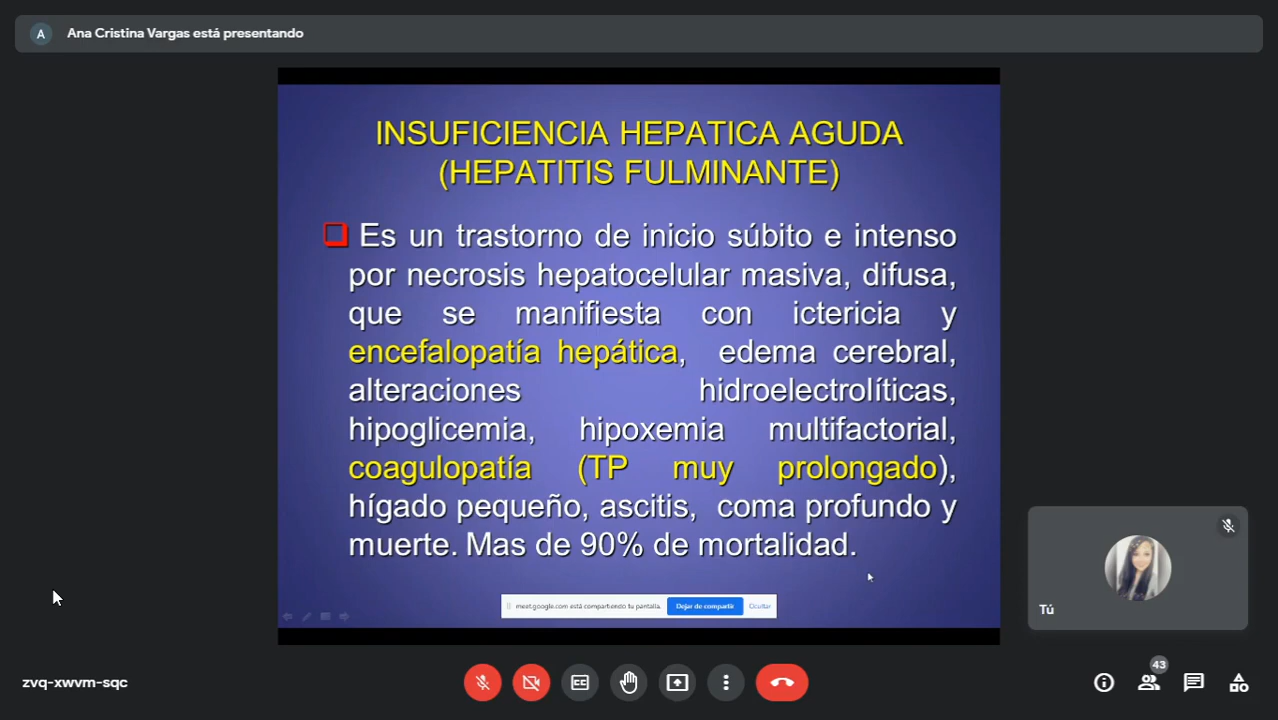 A Ana Cristina Vargas está presentando
INSUFICIENCIA HEPATICA AGUDA
(HEPATITIS FULMINANTE)
Es un trastorno de inicio súbito e intenso
por necrosis hepatocelular masiva, difusa,
que se manifiesta con ictericia y
encefalopatía hepática, edema cerebral,
alteraciones hidroelectrolíticas,
hipoglicemia, hipoxemia multifactorial,
coagulopatía (TP muy prolongado),
hígado pequeño, ascitis, coma profundo y
muerte. Mas de 90% de mortalidad.
meet.google.com está compartiendo tu pantalla. Dejar de compartir Ocultar
Tú
zvq-xwvm-sqc
CC
43